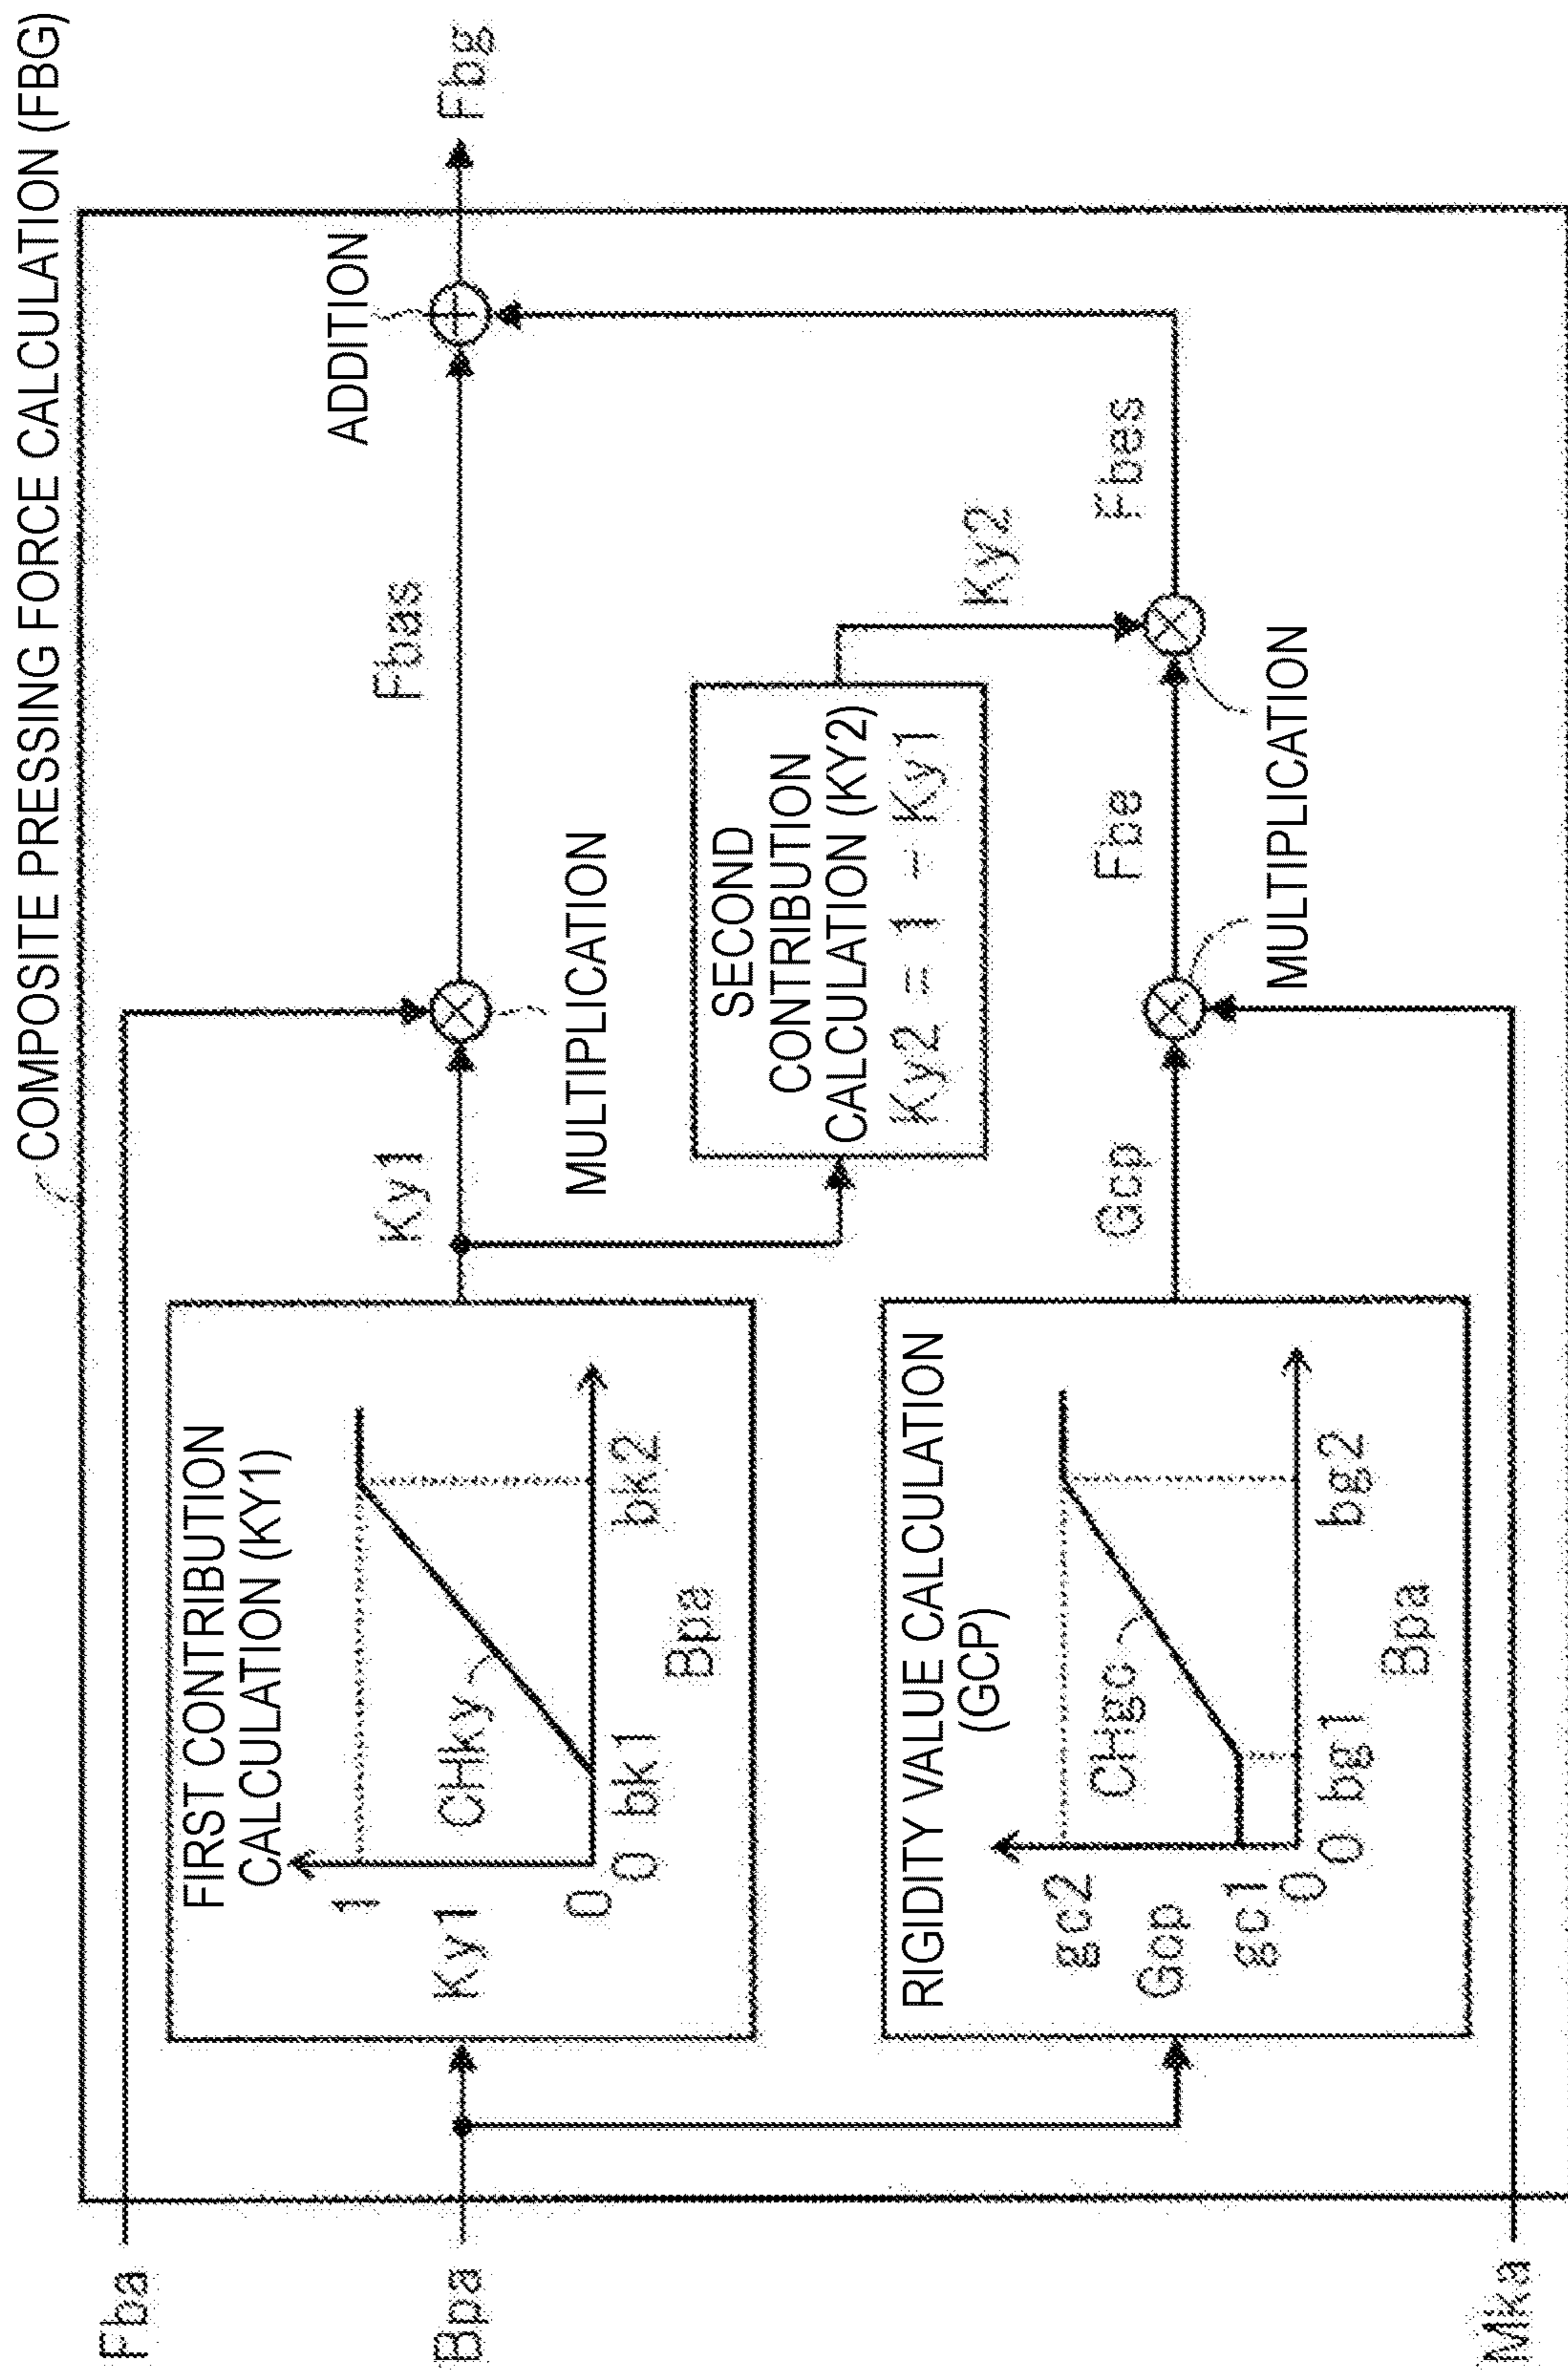 COMPOSITE PRESSING FORCE CALCULATION (FBG)
Fba
Bpa
Mka
FIRST CONTRIBUTION
CALCULATION (KY1)
1
Ky1
0
CHky
0 bk1
bk2
Bpa
Ky1
MULTIPLICATION
Fbas
ADDITION
Fbg
SECOND
CONTRIBUTION
CALCULATION (KY2)
Ky2 = 1 - Ky1
Ky2
RIGIDITY VALUE CALCULATION
(GCP)
gc2
Gcp
gc1
0
CHgc
0 bg1
bg2
Bpa
Gcp
Fbe
MULTIPLICATION
Fbes